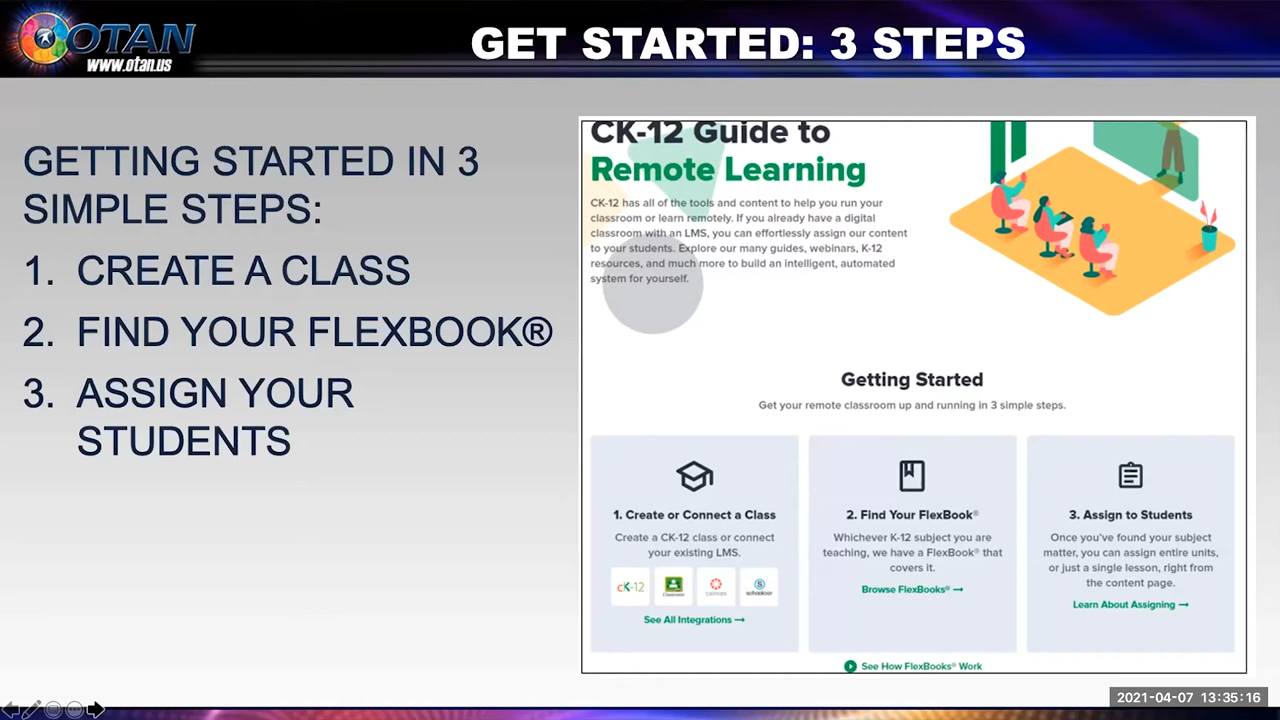 OTAN
www.otan.us
GET STARTED: 3 STEPS
GETTING STARTED IN 3
SIMPLE STEPS:
1. CREATE A CLASS
2. FIND YOUR FLEXBOOK®
3. ASSIGN YOUR
STUDENTS
CK-12 Guide to
Remote Learning
CK-12 has all of the tools and content to help you run your
classroom or learn remotely. If you already have a digital
classroom with an LMS, you can effortlessly assign our content
to your students. Explore our many guides, webinars, K-12
resources, and much more to build an intelligent, automated
system for yourself.
Getting Started
Get your remote classroom up and running in 3 simple steps.
1. Create or Connect a Class
Create a CK-12 class or connect
your existing LMS.
cK-12 Classroom canvas schoology
See All Integrations →
2. Find Your FlexBook®
Whichever K-12 subject you are
teaching, we have a FlexBook® that
covers it.
Browse FlexBooks® →
3. Assign to Students
Once you've found your subject
matter, you can assign entire units,
or just a single lesson, right from
the content page.
Learn About Assigning →
See How FlexBooks® Work
2021-04-07 13:35:16